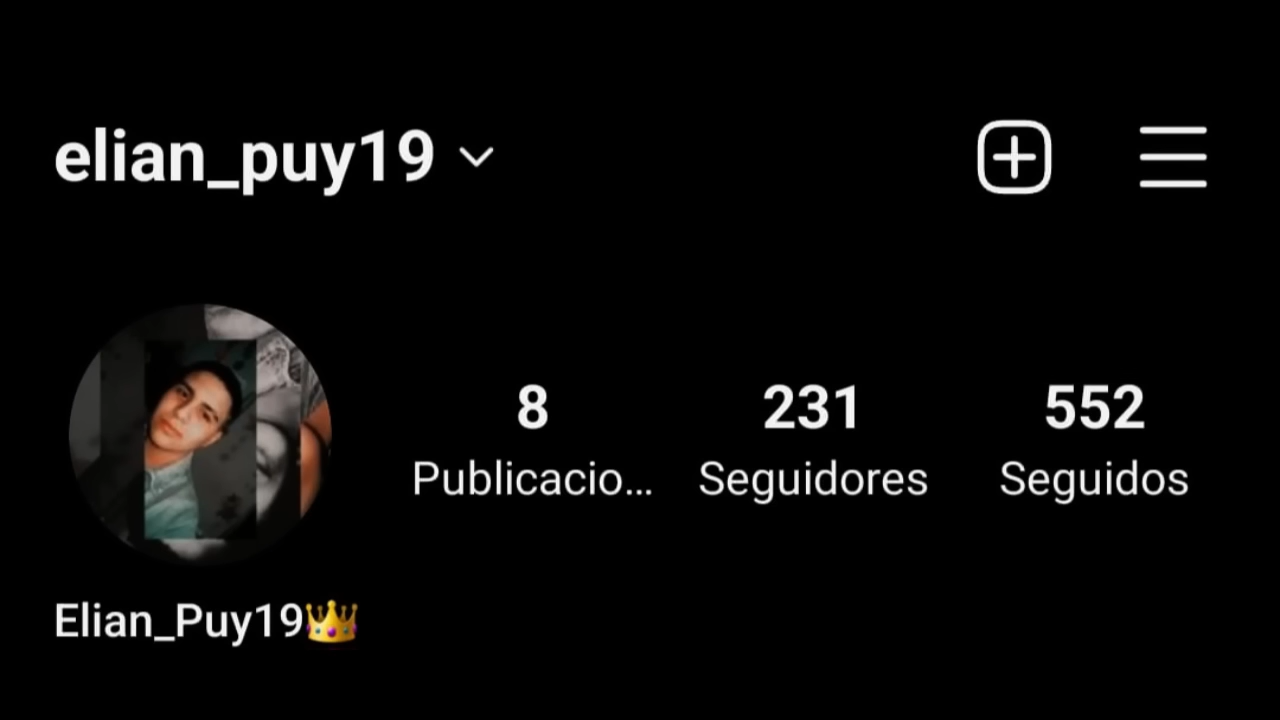 elian_puy19
8 231 552
Publicacio... Seguidores Seguidos
Elian_Puy19👑